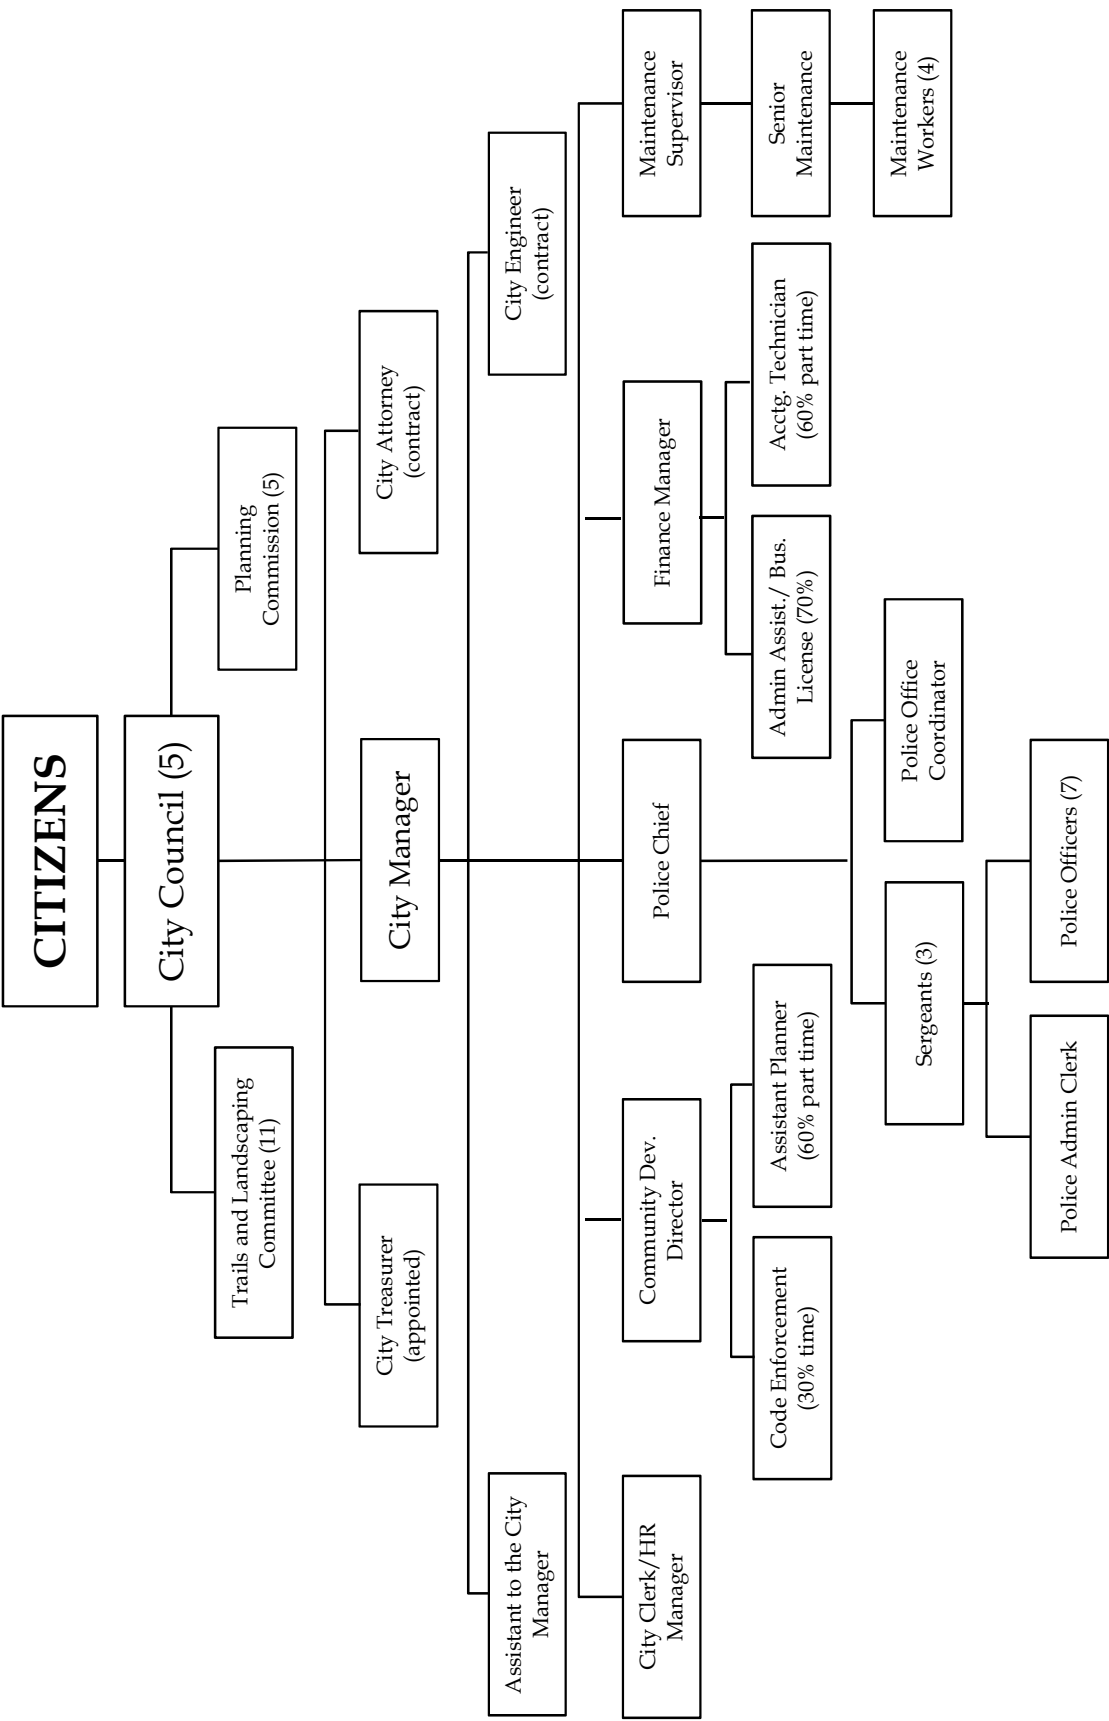 CITIZENS
City Council (5)
Trails and Landscaping
Committee (11)
Planning
Commission (5)
City Treasurer
(appointed)
City Manager
City Attorney
(contract)
Assistant to the City
Manager
City Engineer
(contract)
City Clerk/HR
Manager
Community Dev.
Director
Police Chief
Finance Manager
Maintenance
Supervisor
Code Enforcement
(30% time)
Assistant Planner
(60% part time)
Admin Assist./ Bus.
License (70%)
Acctg. Technician
(60% part time)
Senior
Maintenance
Sergeants (3)
Police Office
Coordinator
Maintenance
Workers (4)
Police Admin Clerk
Police Officers (7)